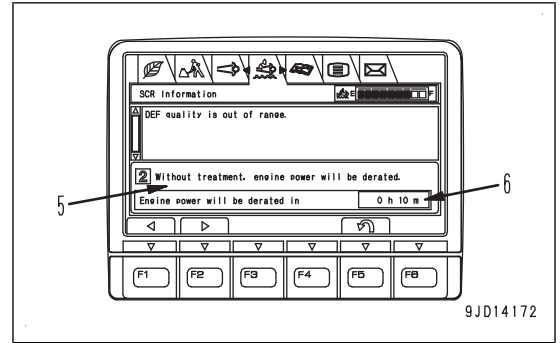 SCR Information
E F
DEF quality is out of range.
2 Without treatment, engine power will be derated.
5
6
Engine power will be derated in 0 h 10 m
F1 F2 F3 F4 F5 F6
9JD14172